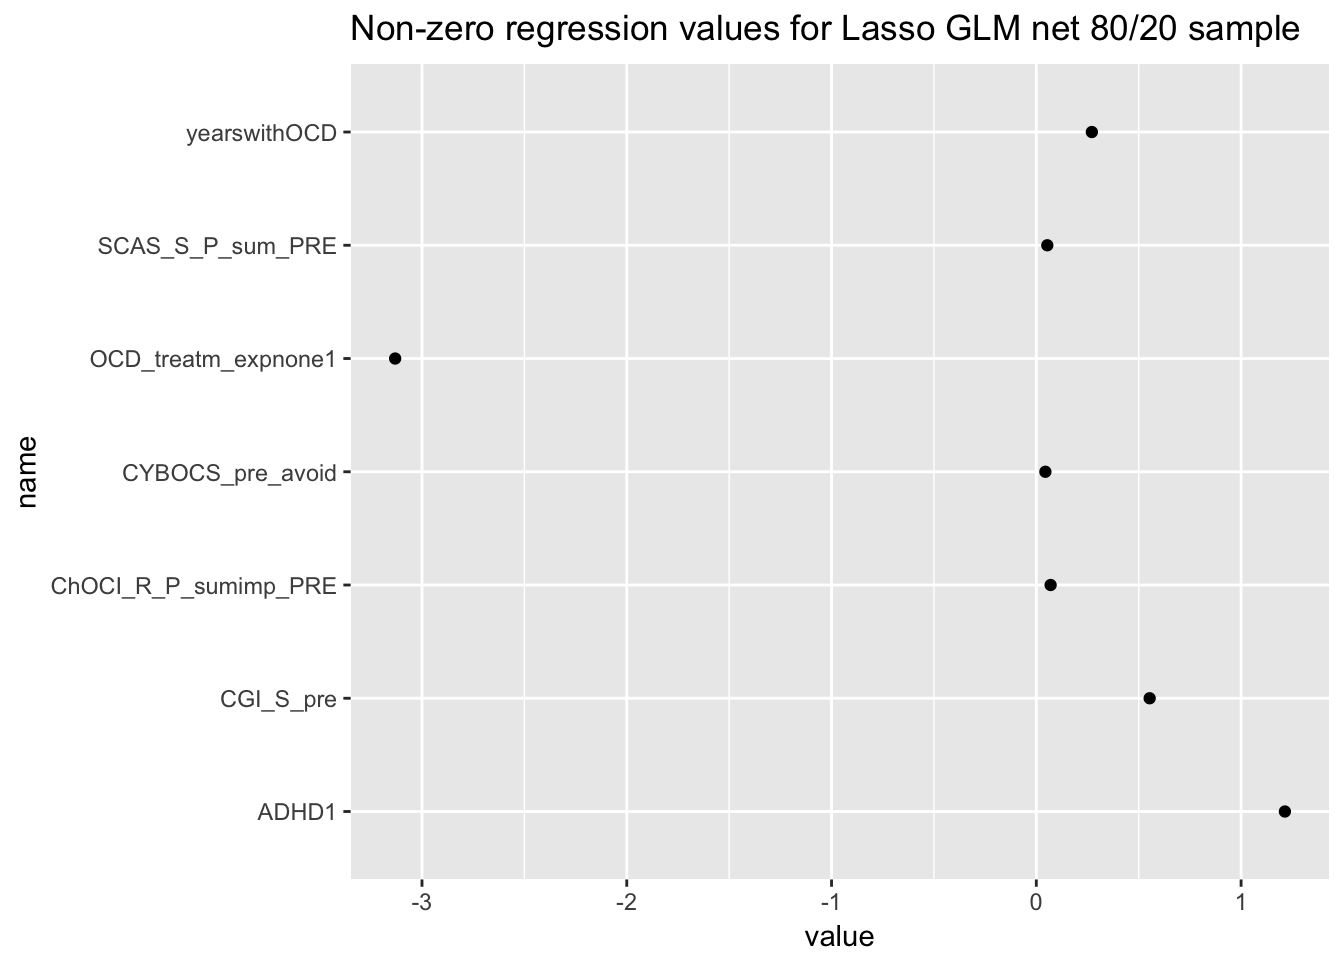 Non-zero regression values for Lasso GLM net 80/20 sample
yearswithOCD
SCAS_S_P_sum_PRE
OCD_treatm_expnone1
CYBOCS_pre_avoid
ChOCI_R_P_sumimp_PRE
CGI_S_pre
ADHD1
name
-3 -2 -1 0 1
value